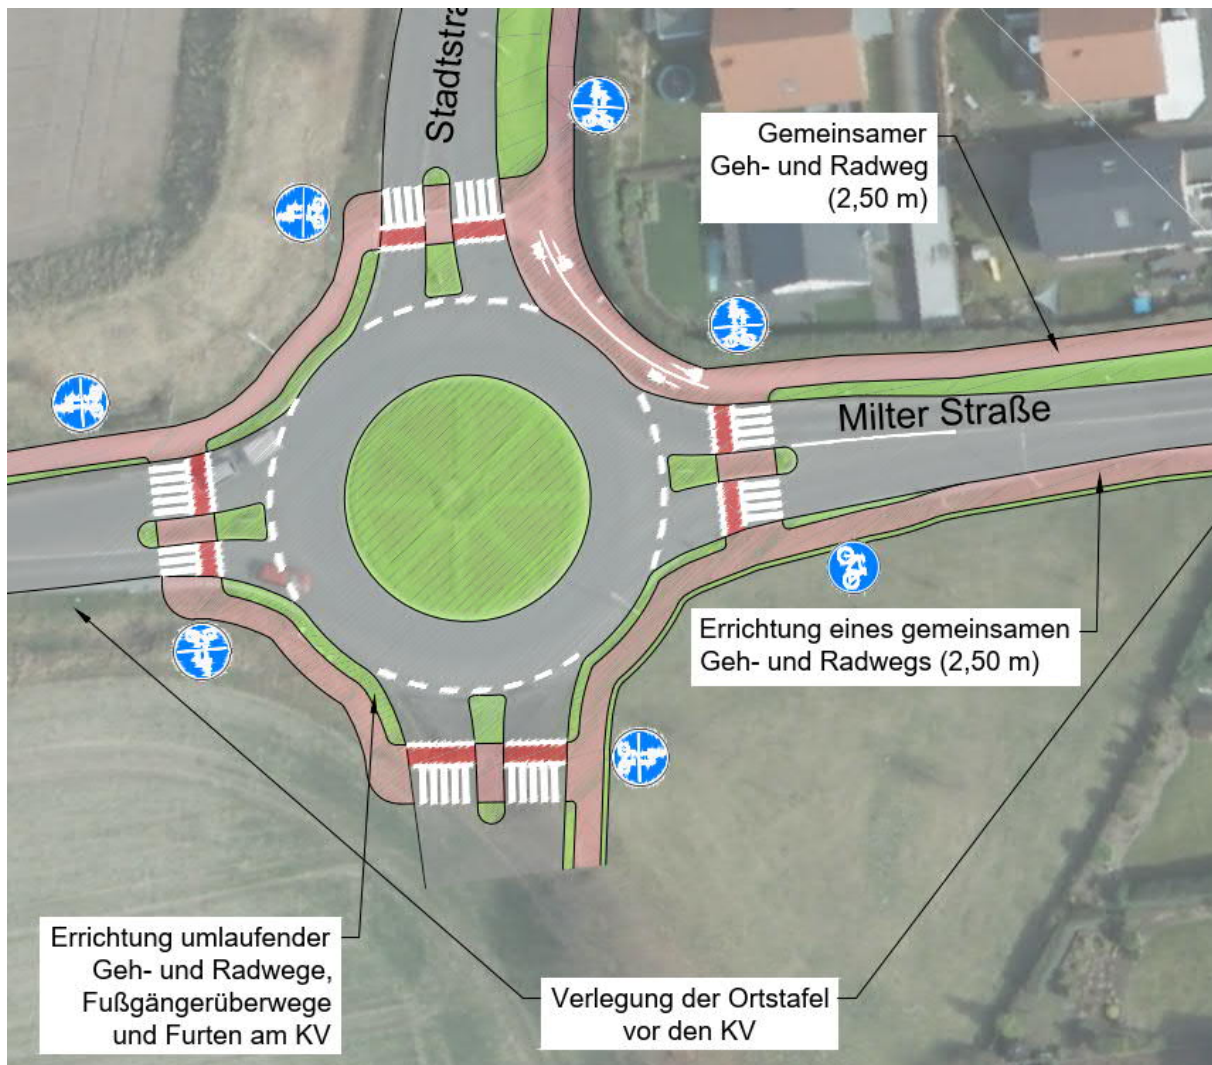 Stadtstra
Gemeinsamer
Geh- und Radweg
(2,50 m)
Milter Straße
Errichtung eines gemeinsamen
Geh- und Radwegs (2,50 m)
Errichtung umlaufender
Geh- und Radwege,
Fußgängerüberwege
und Furten am KV
Verlegung der Ortstafel
vor den KV